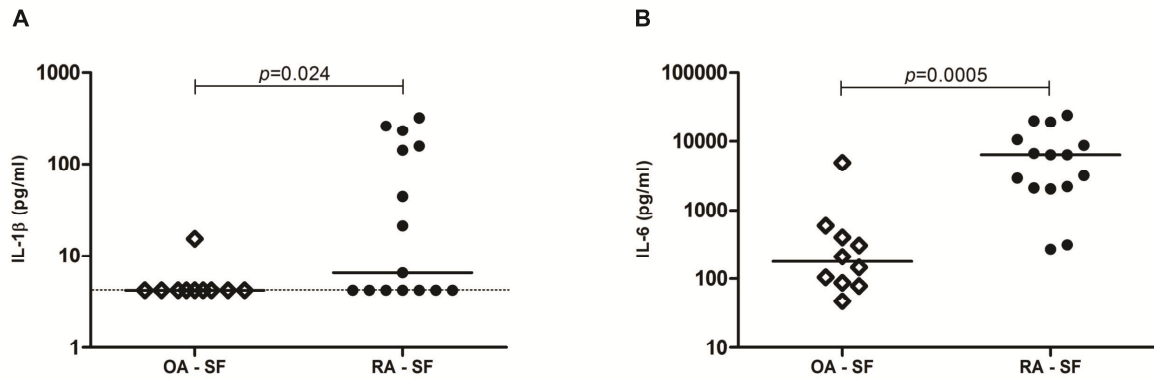 A
p=0.024
1000
100
10
1
IL-1β (pg/ml)
OA - SF
RA - SF
B
p=0.0005
100000
10000
1000
100
10
IL-6 (pg/ml)
OA - SF
RA - SF